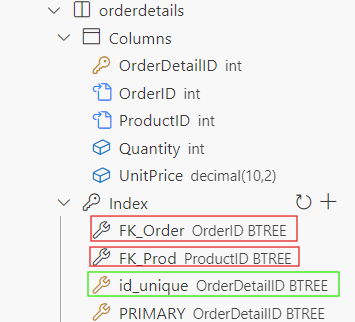 orderdetails
Columns
OrderDetailID int
OrderID int
ProductID int
Quantity int
UnitPrice decimal(10,2)
Index
FK_Order OrderID BTREE
FK_Prod ProductID BTREE
id_unique OrderDetailID BTREE
PRIMARY OrderDetailID BTREE